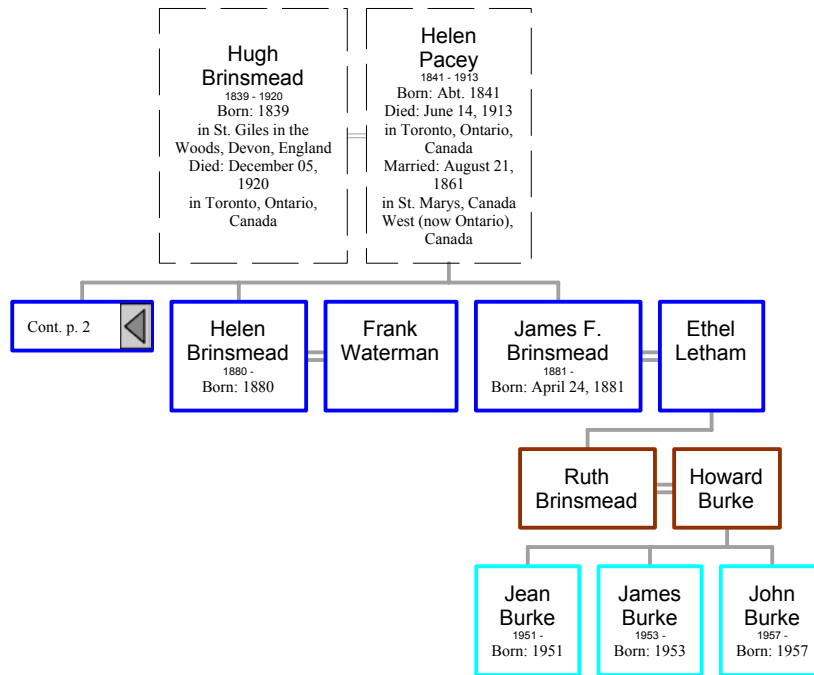 Hugh
Brinsmead
1839 - 1920
Born: 1839
in St. Giles in the
Woods, Devon, England
Died: December 05,
1920
in Toronto, Ontario,
Canada
Helen
Pacey
1841 - 1913
Born: Abt. 1841
Died: June 14, 1913
in Toronto, Ontario,
Canada
Married: August 21,
1861
in St. Marys, Canada
West (now Ontario),
Canada
Cont. p. 2
Helen
Brinsmead
1880 -
Born: 1880
Frank
Waterman
James F.
Brinsmead
1881 -
Born: April 24, 1881
Ethel
Letham
Ruth
Brinsmead
Howard
Burke
Jean
Burke
1951 -
Born: 1951
James
Burke
1953 -
Born: 1953
John
Burke
1957 -
Born: 1957